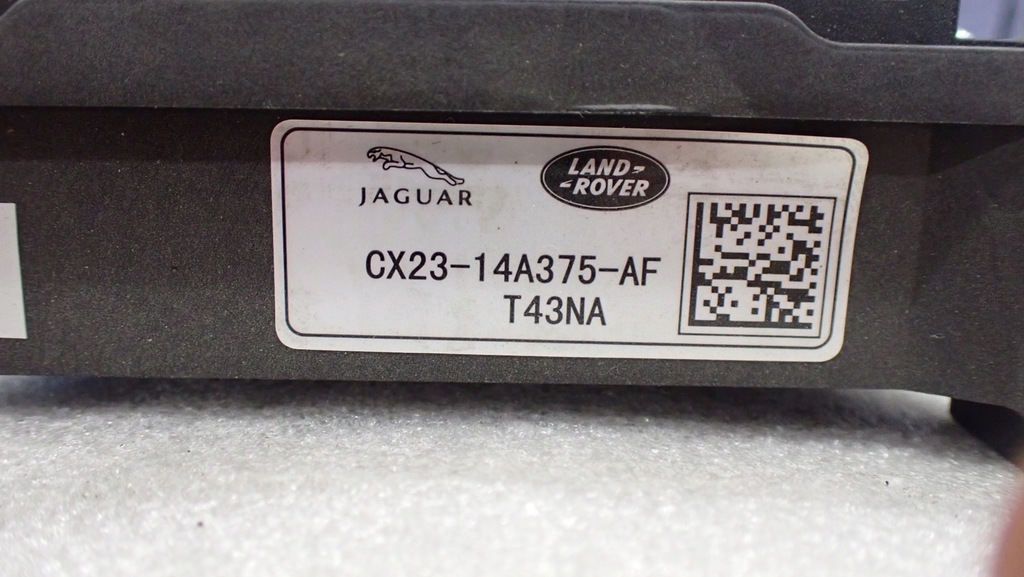 JAGUAR
LAND-
-ROVER
CX23-14A375-AF
T43NA